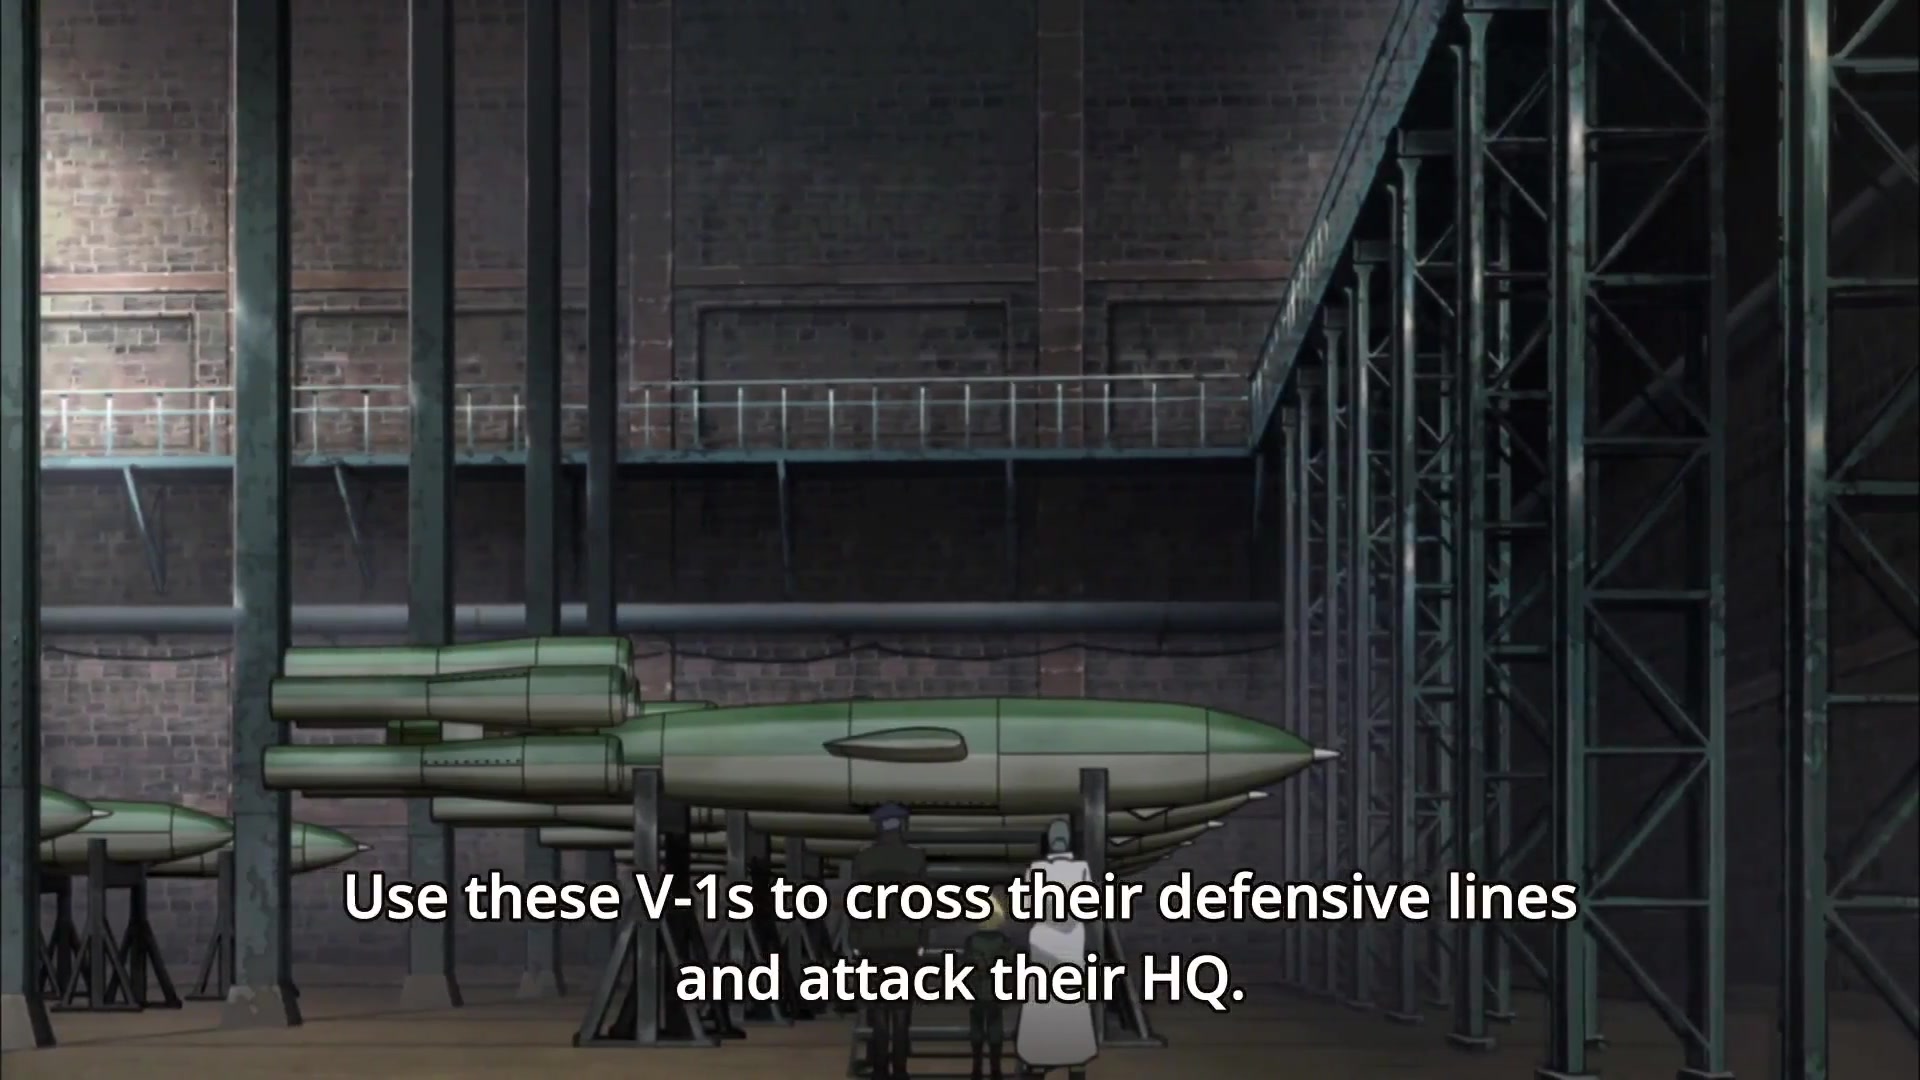 Use these V-1s to cross their defensive lines
and attack their HQ.